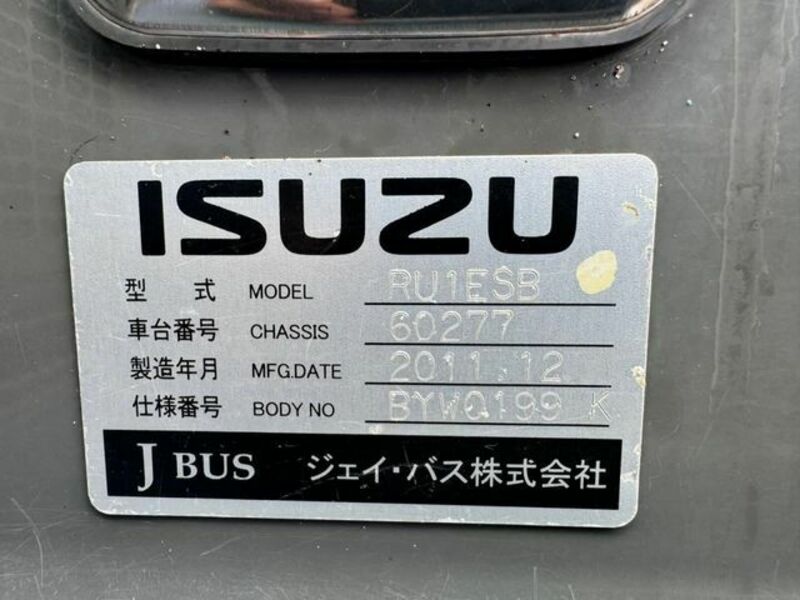 ISUZU
型 式 MODEL RU1ESB
車台番号 CHASSIS 60277
製造年月 MFG.DATE 2011.12
仕様番号 BODY NO BYWQ199 K
J BUS ジェイ・バス株式会社